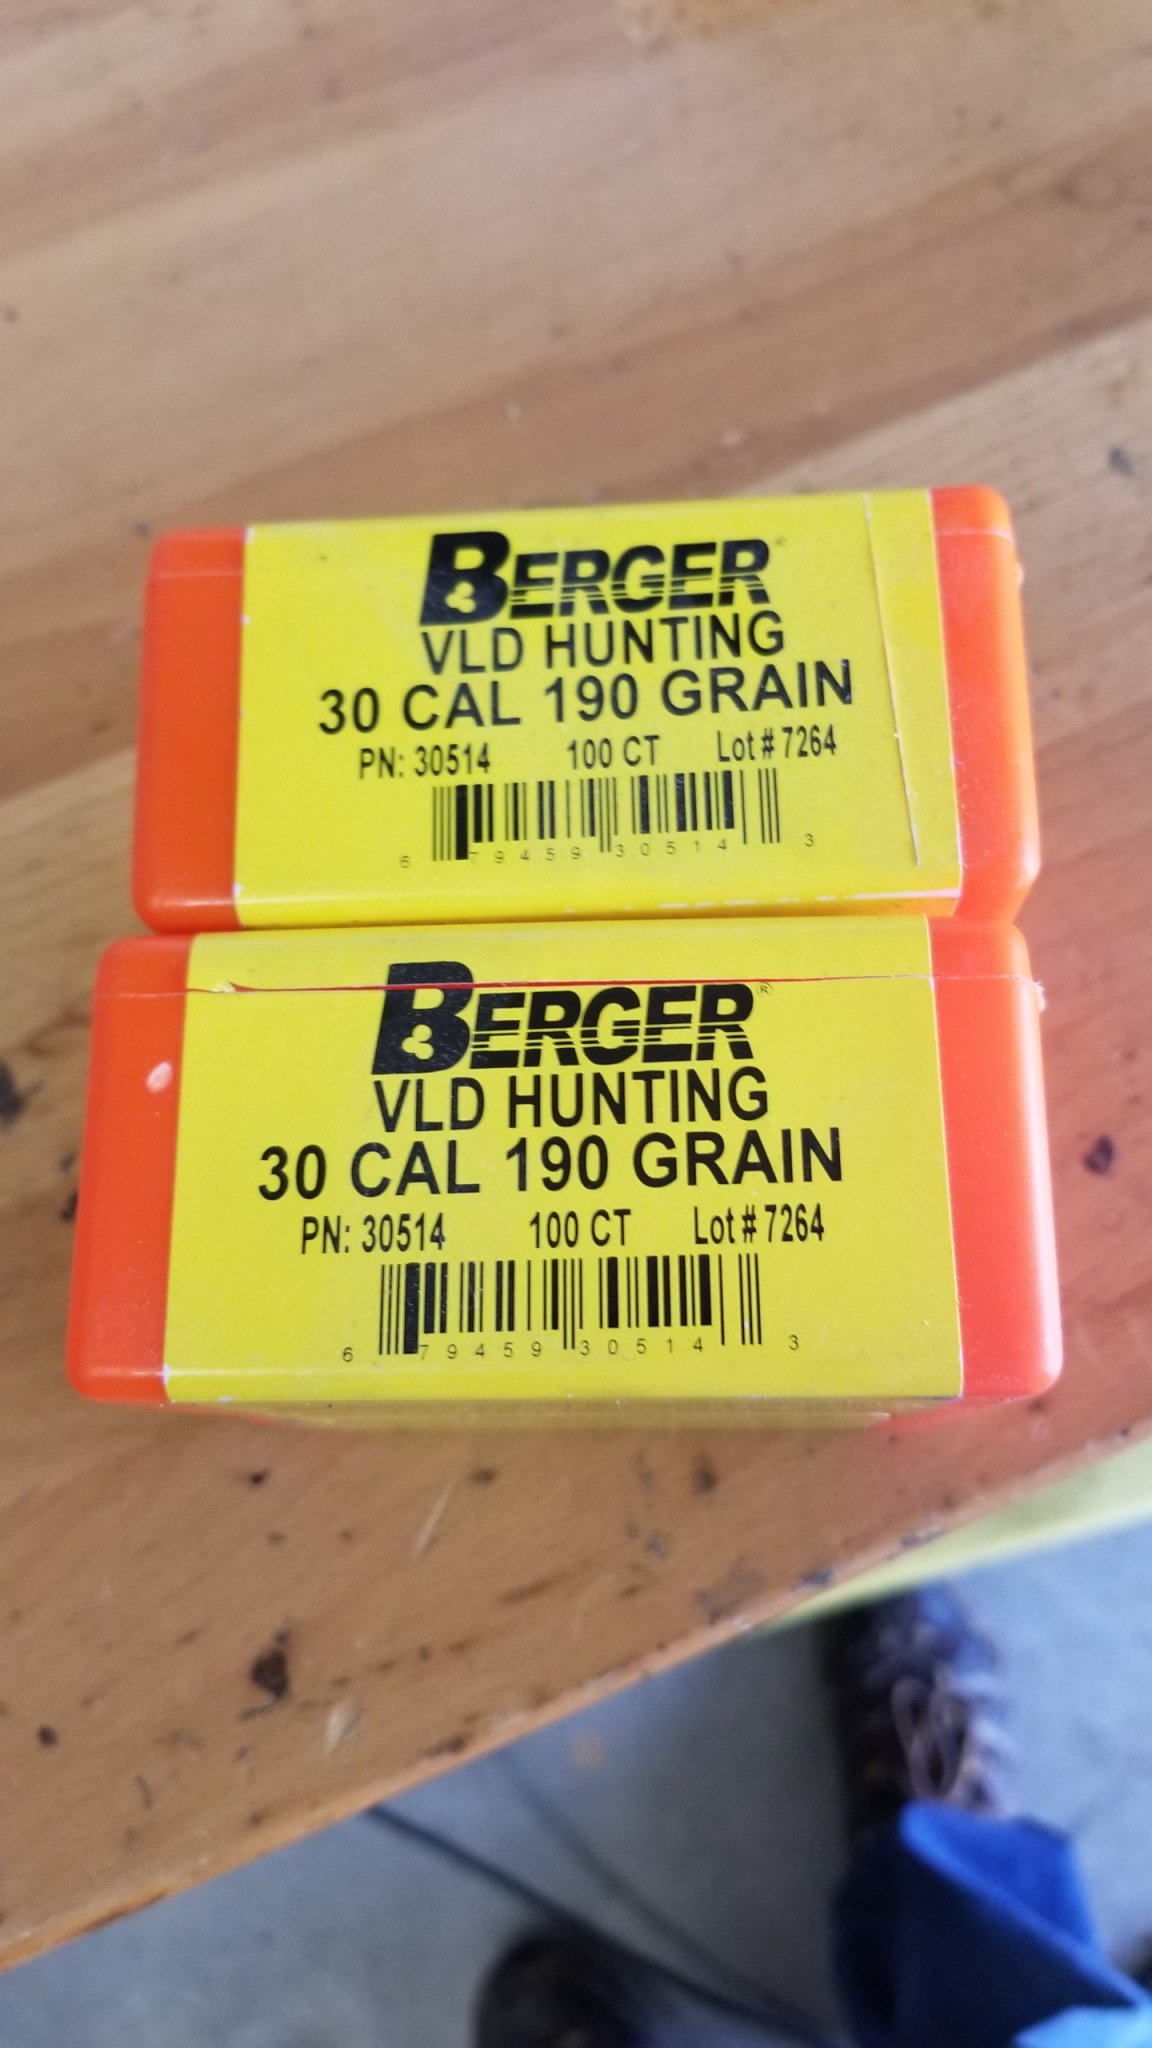 BERGER®
VLD HUNTING
30 CAL 190 GRAIN
PN: 30514 100 CT Lot # 7264
6 79459 30514 3
BERGER®
VLD HUNTING
30 CAL 190 GRAIN
PN: 30514 100 CT Lot # 7264
6 79459 30514 3